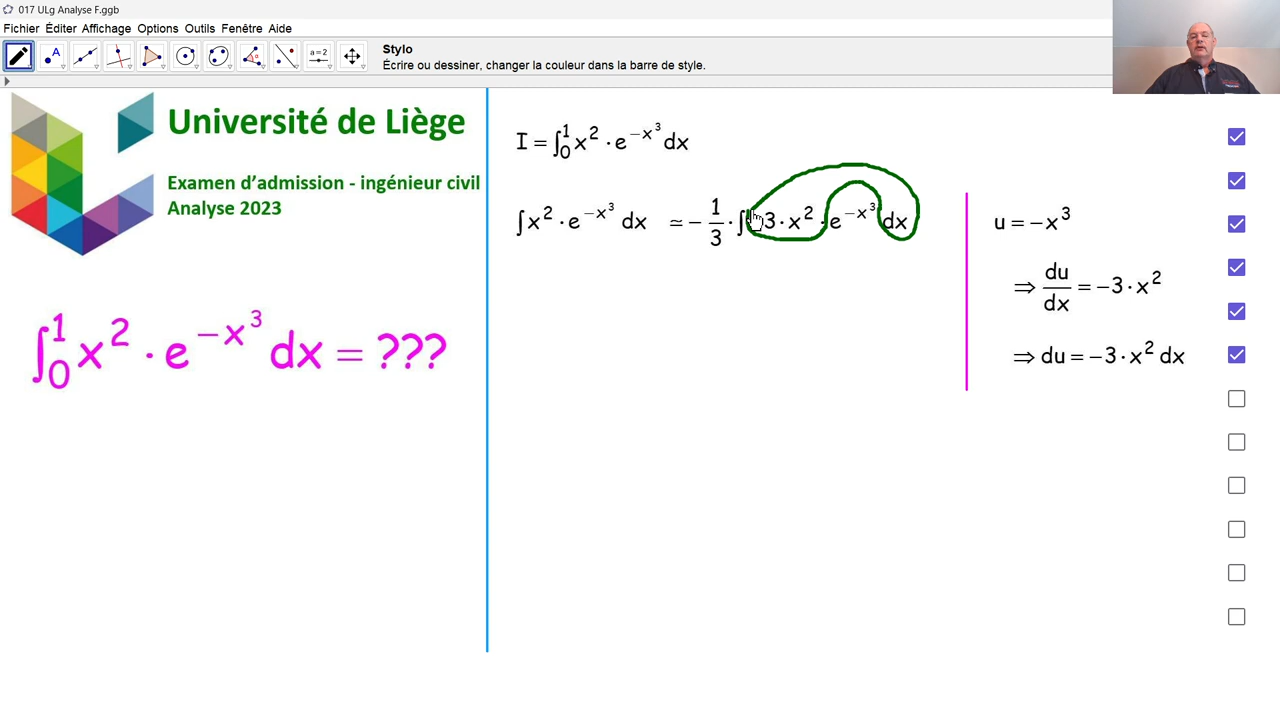 017 ULg Analyse F.ggb
Fichier Éditer Affichage Options Outils Fenêtre Aide
A
a=2
Stylo
Écrire ou dessiner, changer la couleur dans la barre de style.
Université de Liège
Examen d’admission - ingénieur civil
Analyse 2023
∫₀¹ x² · e^(−x³) dx = ???
I = ∫₀¹ x² · e^(−x³) dx
∫ x² · e^(−x³) dx = − 1/3 · ∫ 3 · x² · e^(−x³) dx
u = −x³
⇒ du/dx = −3 · x²
⇒ du = −3 · x² dx